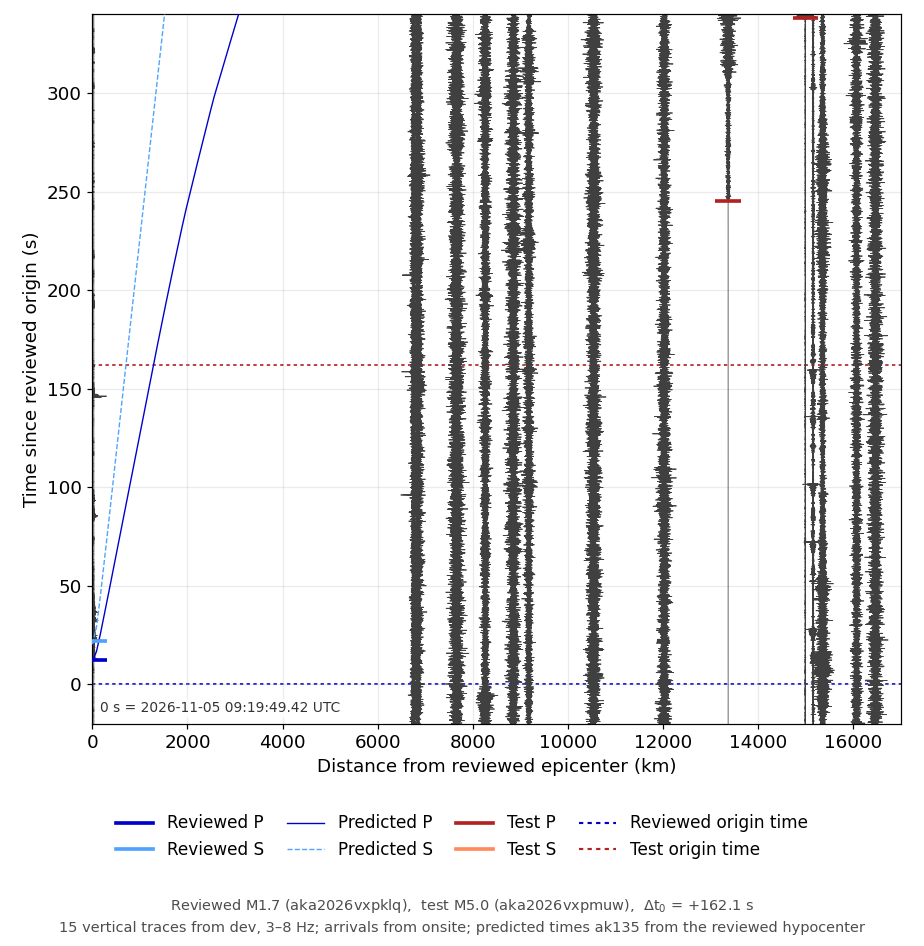 300
250
200
150
100
50
0
Time since reviewed origin (s)
0 s = 2026-11-05 09:19:49.42 UTC
0 2000 4000 6000 8000 10000 12000 14000 16000
Distance from reviewed epicenter (km)
Reviewed P Predicted P Test P Reviewed origin time
Reviewed S Predicted S Test S Test origin time
Reviewed M1.7 (aka2026vxpklq), test M5.0 (aka2026vxpmuw), Δt₀ = +162.1 s
15 vertical traces from dev, 3–8 Hz; arrivals from onsite; predicted times ak135 from the reviewed hypocenter